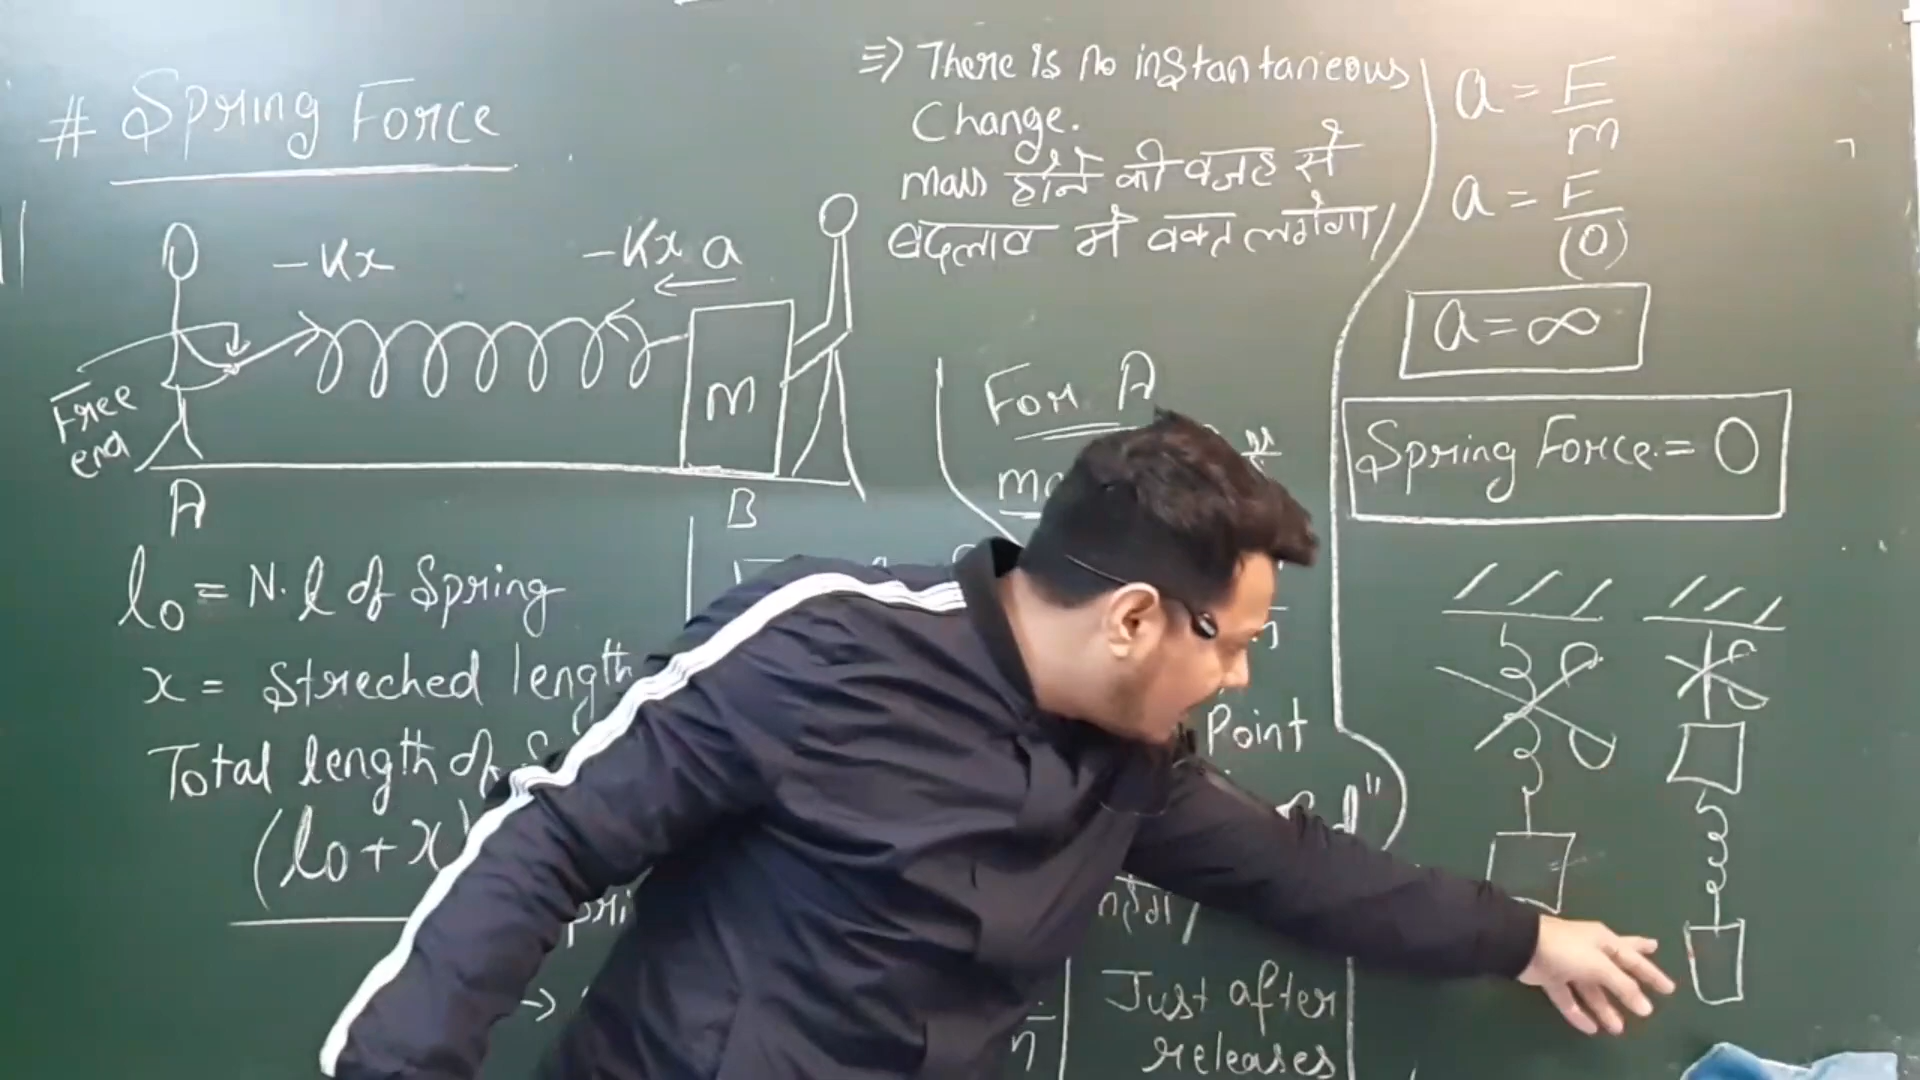 # Spring Force
-Kx
-Kx a
Free
end
m
A
B
l₀ = N.l of Spring
x = Streched length
Total length of S
(l₀+x)
pri
→
⇒ There is no instantaneous
Change.
mass होने की वजह से
बदलाव में वक्त लगेगा
For A
Point
Just after
releases
a = F/m
a = F/(0)
a = ∞
Spring Force = 0